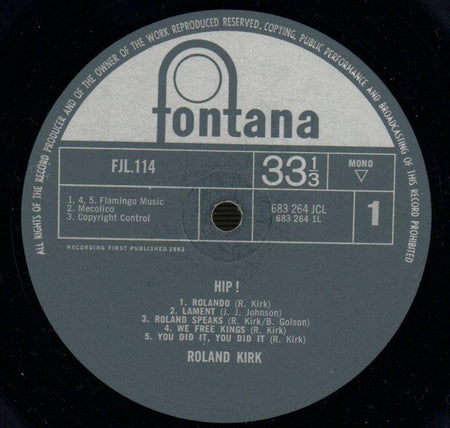 ALL RIGHTS OF THE RECORD PRODUCER AND OF THE OWNER OF THE WORK REPRODUCED RESERVED. COPYING, PUBLIC PERFORMANCE AND BROADCASTING OF THIS RECORD PROHIBITED
fontana
FJL.114
33⅓
MONO
1, 4, 5. Flamingo Music
2. Mecolico
3. Copyright Control
683 264 JCL
683 264 1L
1
RECORDING FIRST PUBLISHED 1963
HIP!
1. ROLANDO (R. Kirk)
2. LAMENT (J. J. Johnson)
3. ROLAND SPEAKS (R. Kirk/B. Golson)
4. WE FREE KINGS (R. Kirk)
5. YOU DID IT, YOU DID IT (R. Kirk)
ROLAND KIRK